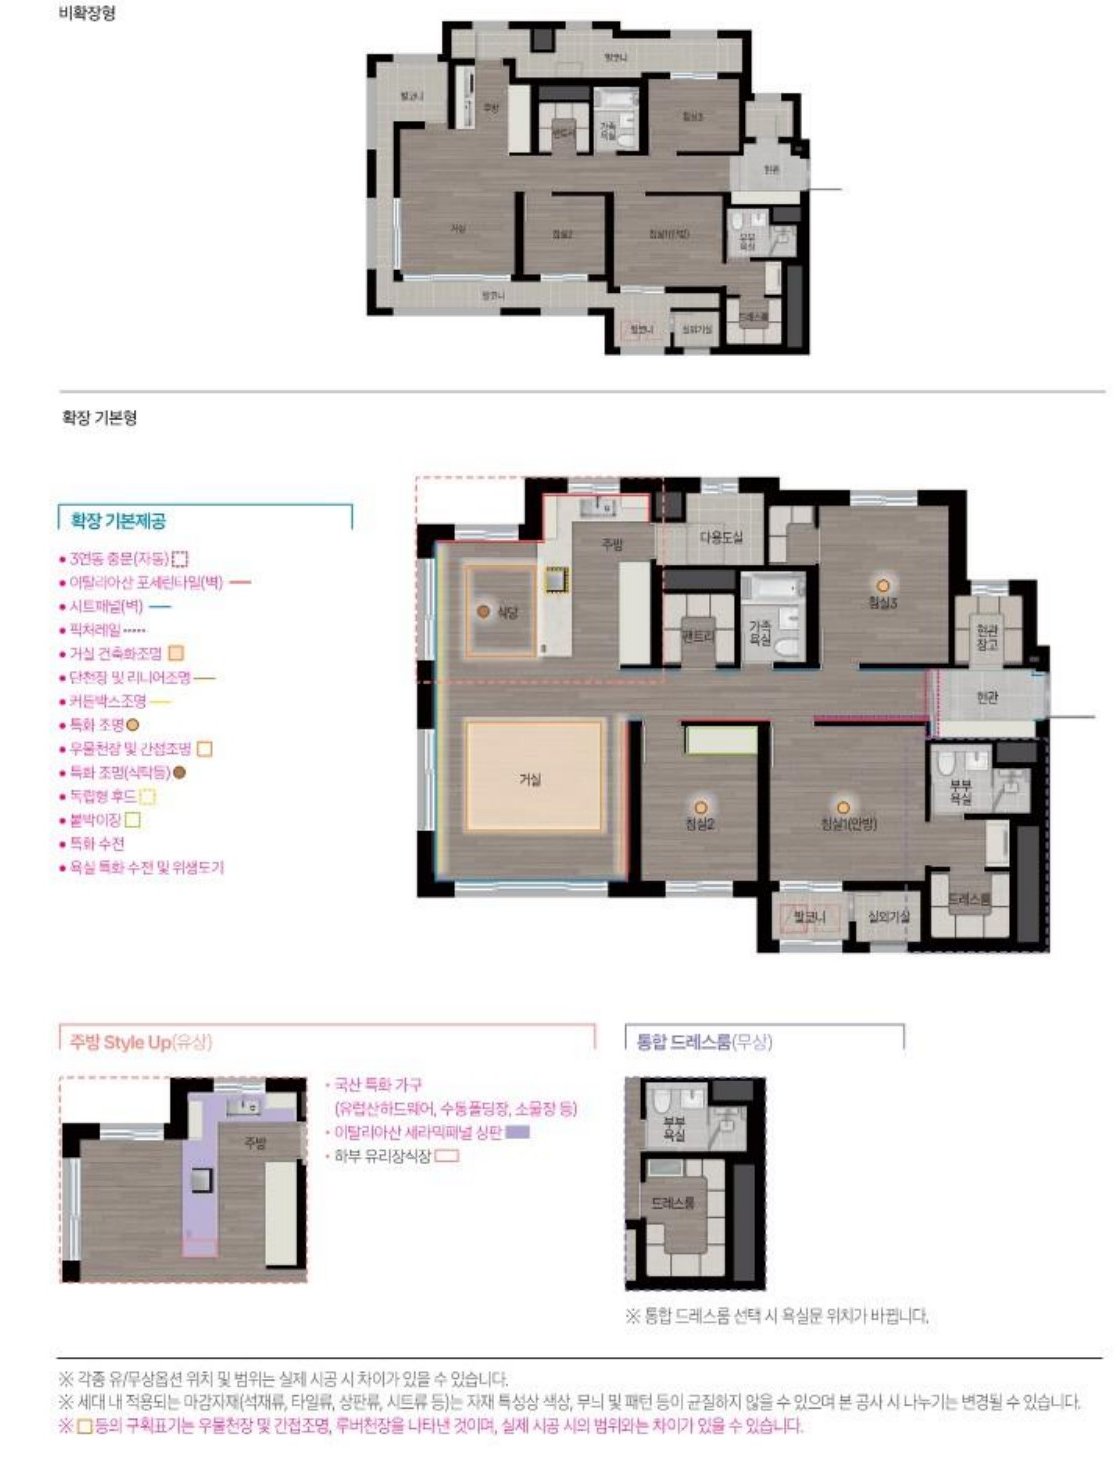 비확장형
발코니
발코니
주방
팬트리
가족
욕실
침실3
현관
거실
침실2
침실1(안방)
부부
욕실
발코니
드레스룸
발코니
실외기실
확장 기본형
확장 기본제공
• 3연동 중문(자동)
• 이탈리아산 포세린타일(벽)
• 시트패널(벽)
• 픽처레일
• 거실 건축화조명
• 단천장 및 리니어조명
• 커튼박스조명
• 특화 조명
• 우물천장 및 간접조명
• 특화 조명(식탁등)
• 독립형 후드
• 붙박이장
• 특화 수전
• 욕실 특화 수전 및 위생도기
주방
다용도실
식당
팬트리
가족
욕실
침실3
현관
창고
현관
거실
침실2
침실1(안방)
부부
욕실
드레스룸
발코니
실외기실
주방 Style Up(유상)
주방
• 국산 특화 가구
(유럽산하드웨어, 수동폴딩장, 소물장 등)
• 이탈리아산 세라믹패널 상판
• 하부 유리장식장
통합 드레스룸(무상)
부부
욕실
드레스룸
※ 통합 드레스룸 선택 시 욕실문 위치가 바뀝니다.
※ 각종 유/무상옵션 위치 및 범위는 실제 시공 시 차이가 있을 수 있습니다.
※ 세대 내 적용되는 마감자재(석재류, 타일류, 상판류, 시트류 등)는 자재 특성상 색상, 무늬 및 패턴 등이 균질하지 않을 수 있으며 본 공사 시 나누기는 변경될 수 있습니다.
※ 등의 구획표기는 우물천장 및 간접조명, 루버천장을 나타낸 것이며, 실제 시공 시의 범위와는 차이가 있을 수 있습니다.